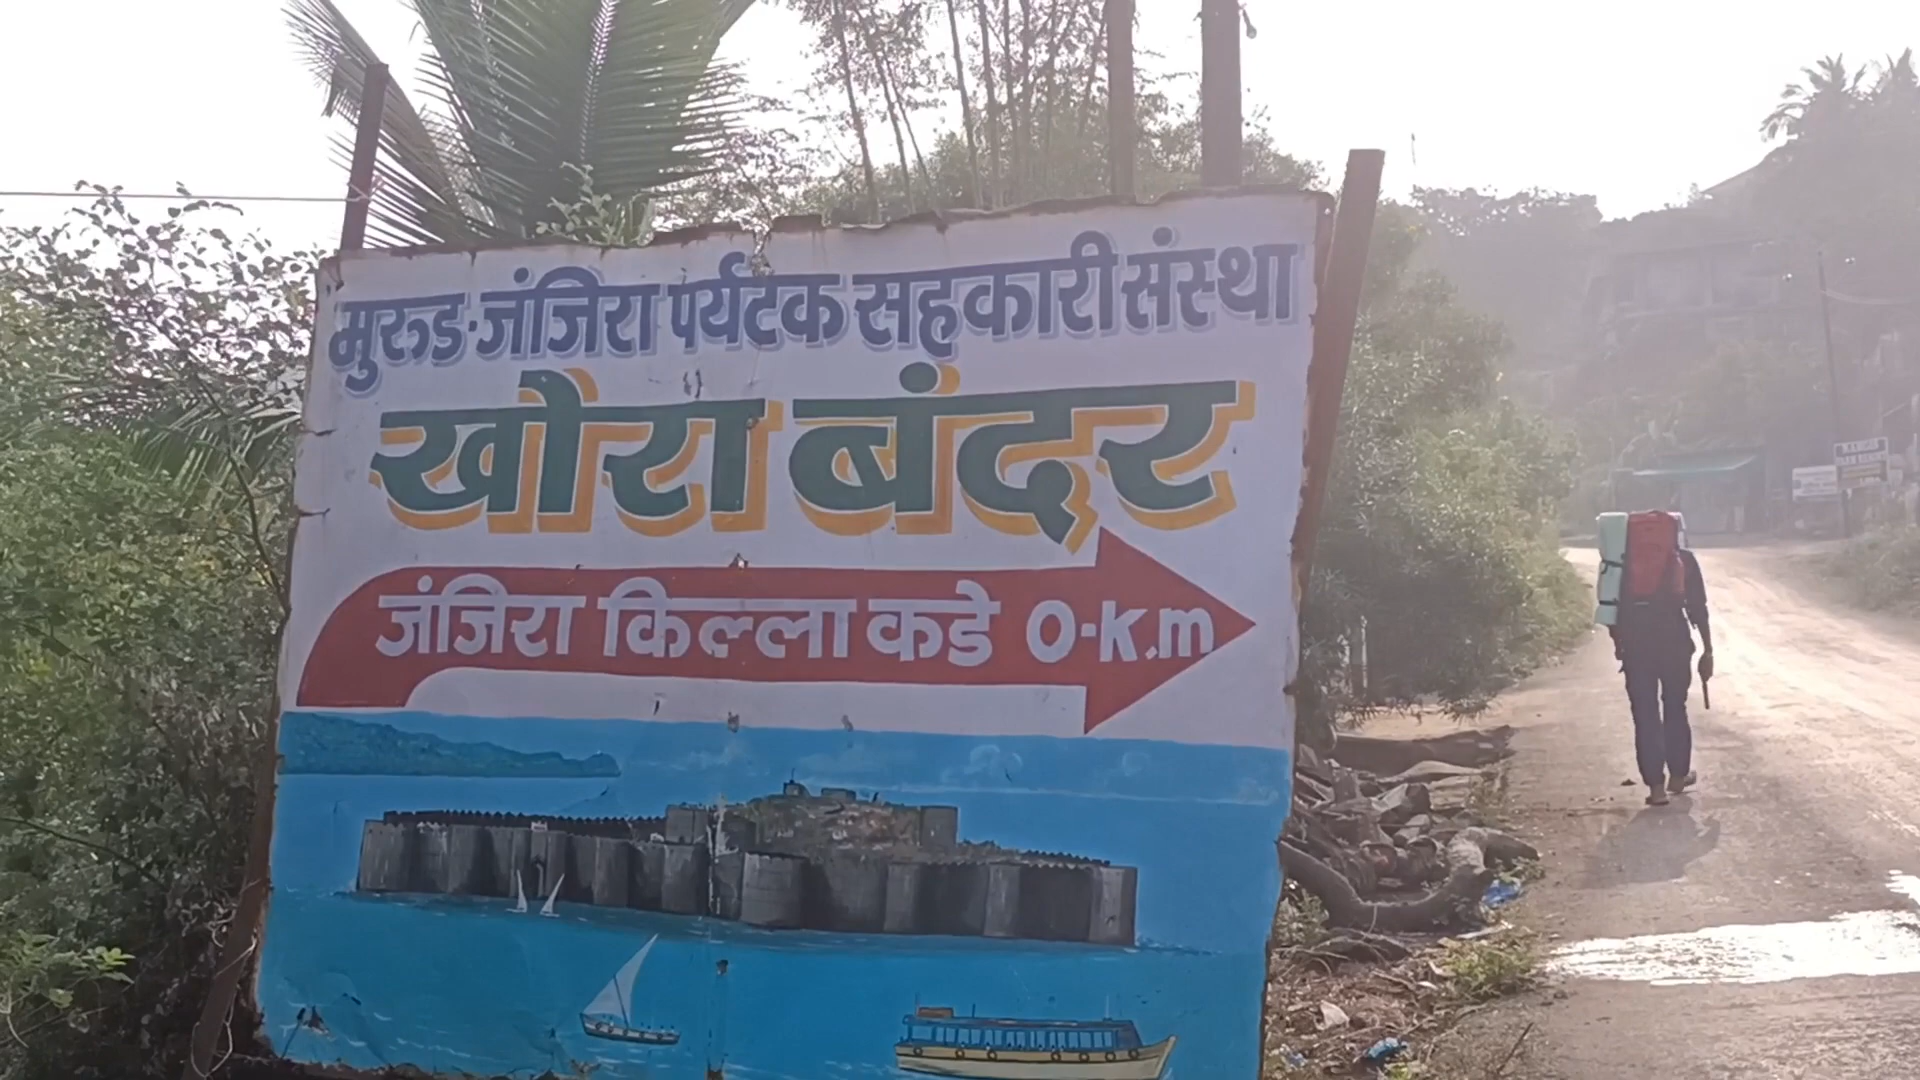 मुरुड-जंजिरा पर्यटक सहकारी संस्था
खोरा बंदर
जंजिरा किल्ला कडे 0-k.m